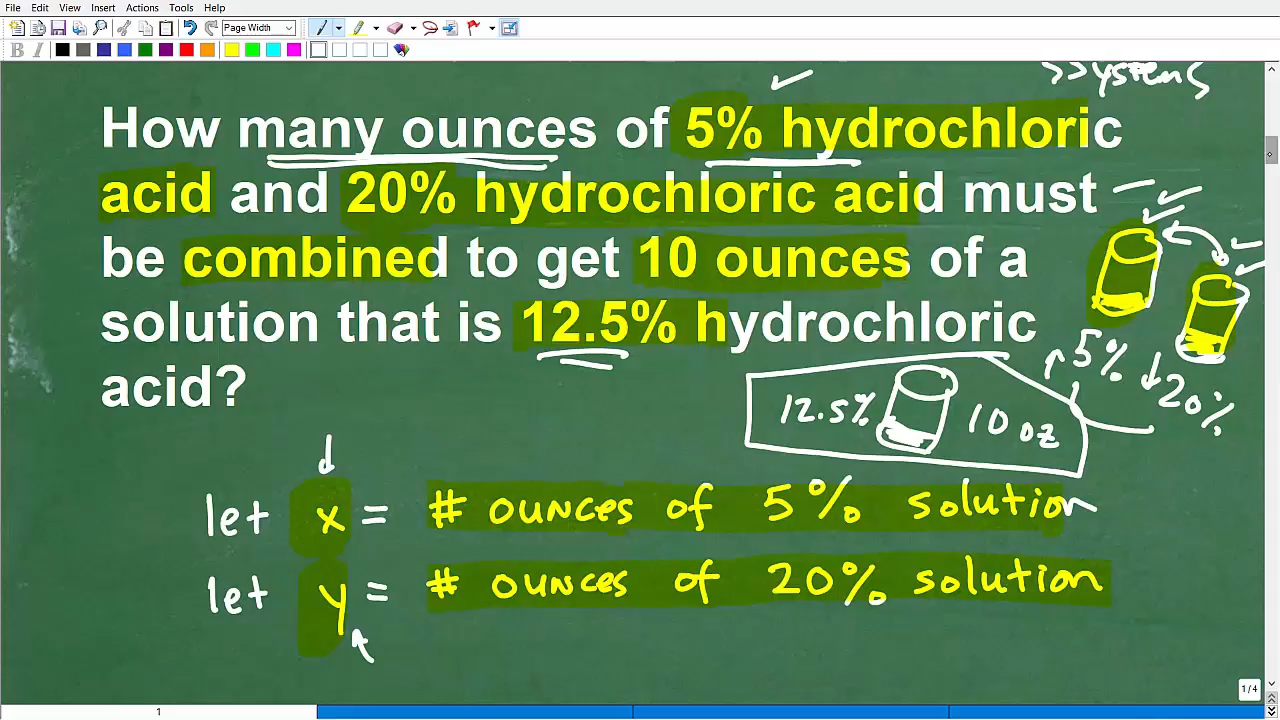 File Edit View Insert Actions Tools Help
Page Width
B I
systems
How many ounces of 5% hydrochloric
acid and 20% hydrochloric acid must
be combined to get 10 ounces of a
solution that is 12.5% hydrochloric
acid?
5%
20%
12.5% 10 oz
let x = # ounces of 5% solution
let y = # ounces of 20% solution
1/4
1